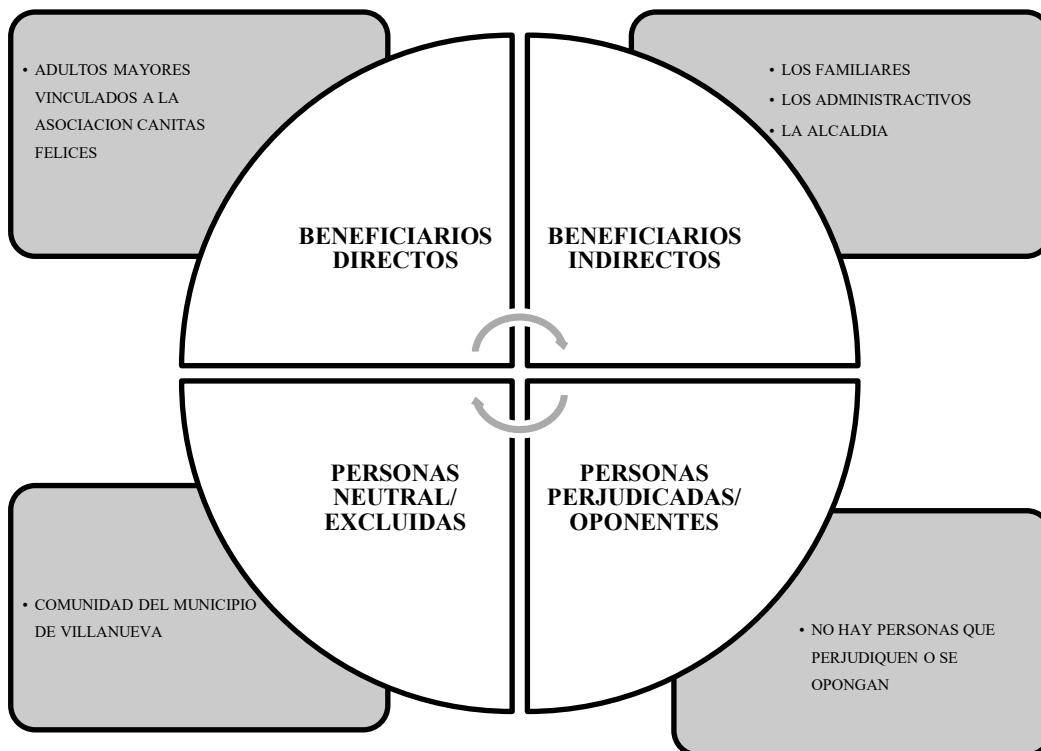 • ADULTOS MAYORES
VINCULADOS A LA
ASOCIACION CANITAS
FELICES
• LOS FAMILIARES
• LOS ADMINISTRACTIVOS
• LA ALCALDIA
BENEFICIARIOS
DIRECTOS
BENEFICIARIOS
INDIRECTOS
PERSONAS
NEUTRAL/
EXCLUIDAS
PERSONAS
PERJUDICADAS/
OPONENTES
• COMUNIDAD DEL MUNICIPIO
DE VILLANUEVA
• NO HAY PERSONAS QUE
PERJUDIQUEN O SE
OPONGAN